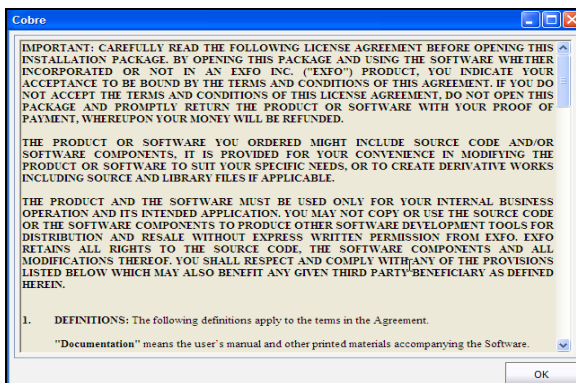 Cobre
IMPORTANT: CAREFULLY READ THE FOLLOWING LICENSE AGREEMENT BEFORE OPENING THIS
INSTALLATION PACKAGE. BY OPENING THIS PACKAGE AND USING THE SOFTWARE WHETHER
INCORPORATED OR NOT IN AN EXFO INC. ("EXFO") PRODUCT, YOU INDICATE YOUR
ACCEPTANCE TO BE BOUND BY THE TERMS AND CONDITIONS OF THIS AGREEMENT. IF YOU DO
NOT ACCEPT THE TERMS AND CONDITIONS OF THIS LICENSE AGREEMENT, DO NOT OPEN THIS
PACKAGE AND PROMPTLY RETURN THE PRODUCT OR SOFTWARE WITH YOUR PROOF OF
PAYMENT, WHEREUPON YOUR MONEY WILL BE REFUNDED.
THE PRODUCT OR SOFTWARE YOU ORDERED MIGHT INCLUDE SOURCE CODE AND/OR
SOFTWARE COMPONENTS, IT IS PROVIDED FOR YOUR CONVENIENCE IN MODIFYING THE
PRODUCT OR SOFTWARE TO SUIT YOUR SPECIFIC NEEDS, OR TO CREATE DERIVATIVE WORKS
INCLUDING SOURCE AND LIBRARY FILES IF APPLICABLE.
THE PRODUCT AND THE SOFTWARE MUST BE USED ONLY FOR YOUR INTERNAL BUSINESS
OPERATION AND ITS INTENDED APPLICATION. YOU MAY NOT COPY OR USE THE SOURCE CODE
OR THE SOFTWARE COMPONENTS TO PRODUCE OTHER SOFTWARE DEVELOPMENT TOOLS FOR
DISTRIBUTION AND RESALE WITHOUT EXPRESS WRITTEN PERMISSION FROM EXFO. EXFO
RETAINS ALL RIGHTS TO THE SOURCE CODE, THE SOFTWARE COMPONENTS AND ALL
MODIFICATIONS THEREOF. YOU SHALL RESPECT AND COMPLY WITH ANY OF THE PROVISIONS
LISTED BELOW WHICH MAY ALSO BENEFIT ANY GIVEN THIRD PARTY BENEFICIARY AS DEFINED
HEREIN.
1. DEFINITIONS: The following definitions apply to the terms in the Agreement.
"Documentation" means the user's manual and other printed materials accompanying the Software.
OK